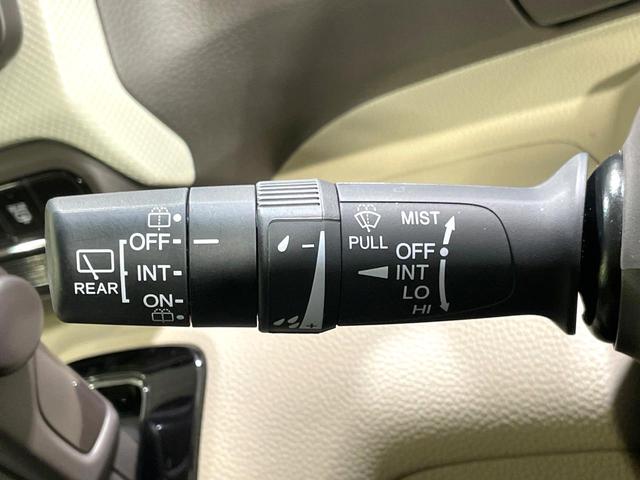 OFF
INT
ON
REAR
- 
+
PULL
MIST
OFF
INT
LO
HI